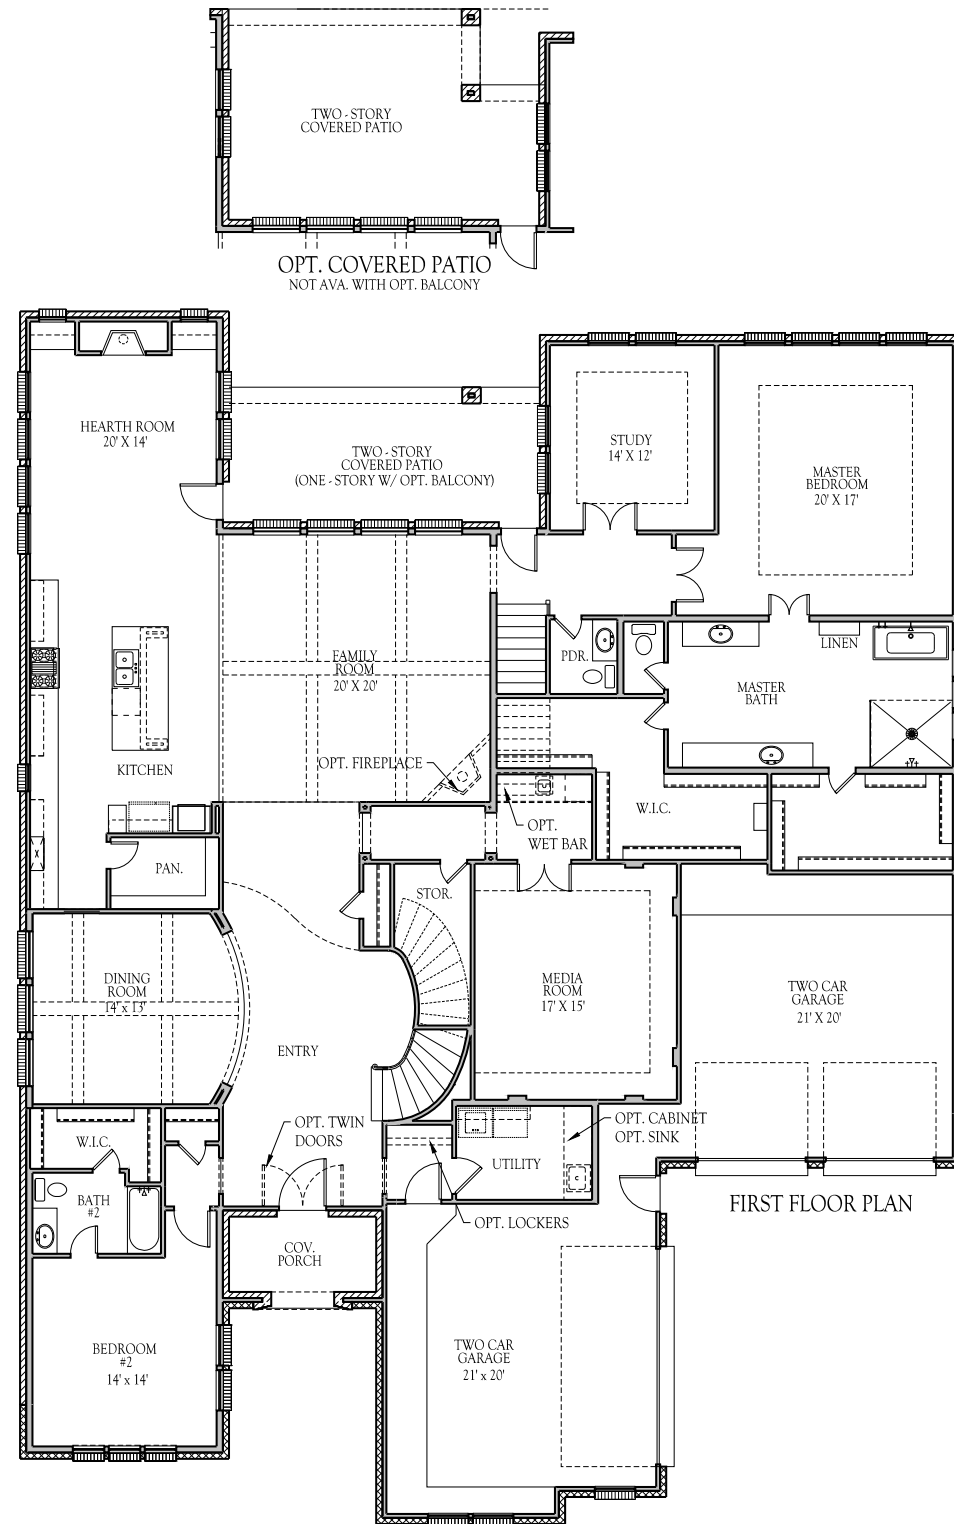 TWO - STORY
COVERED PATIO
OPT. COVERED PATIO
NOT AVA. WITH OPT. BALCONY
HEARTH ROOM
20' X 14'
TWO - STORY
COVERED PATIO
(ONE - STORY W/ OPT. BALCONY)
STUDY
14' X 12'
MASTER
BEDROOM
20' X 17'
FAMILY
ROOM
20' X 20'
PDR.
LINEN
MASTER
BATH
KITCHEN
OPT. FIREPLACE
OPT.
WET BAR
W.I.C.
PAN.
STOR.
DINING
ROOM
14' x 13'
MEDIA
ROOM
17' X 15'
TWO CAR
GARAGE
21' X 20'
ENTRY
OPT. TWIN
DOORS
OPT. CABINET
OPT. SINK
W.I.C.
UTILITY
BATH
#2
OPT. LOCKERS
FIRST FLOOR PLAN
COV.
PORCH
BEDROOM
#2
14' x 14'
TWO CAR
GARAGE
21' x 20'